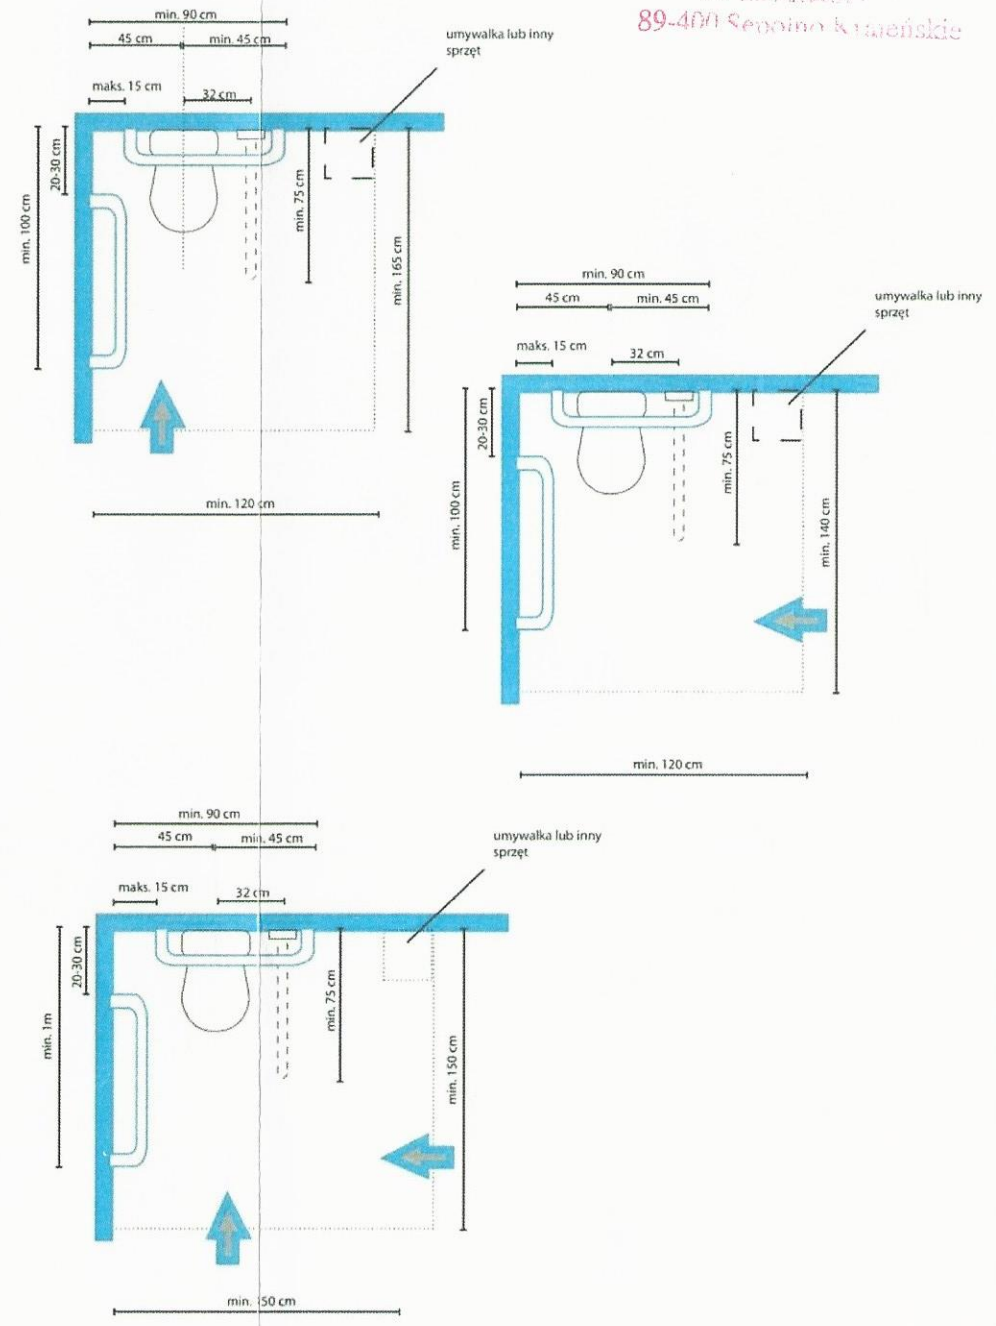 89-400 Sępólno Krajeńskie
min. 90 cm
45 cm
min. 45 cm
umywalka lub inny
sprzęt
maks. 15 cm
32 cm
20-30 cm
min. 100 cm
min. 75 cm
min. 165 cm
min. 120 cm
min. 90 cm
45 cm
min. 45 cm
umywalka lub inny
sprzęt
maks. 15 cm
32 cm
20-30 cm
min. 100 cm
min. 75 cm
min. 140 cm
min. 120 cm
min. 90 cm
45 cm
min. 45 cm
umywalka lub inny
sprzęt
maks. 15 cm
32 cm
20-30 cm
min. 1m
min. 75 cm
min. 150 cm
min. 150 cm